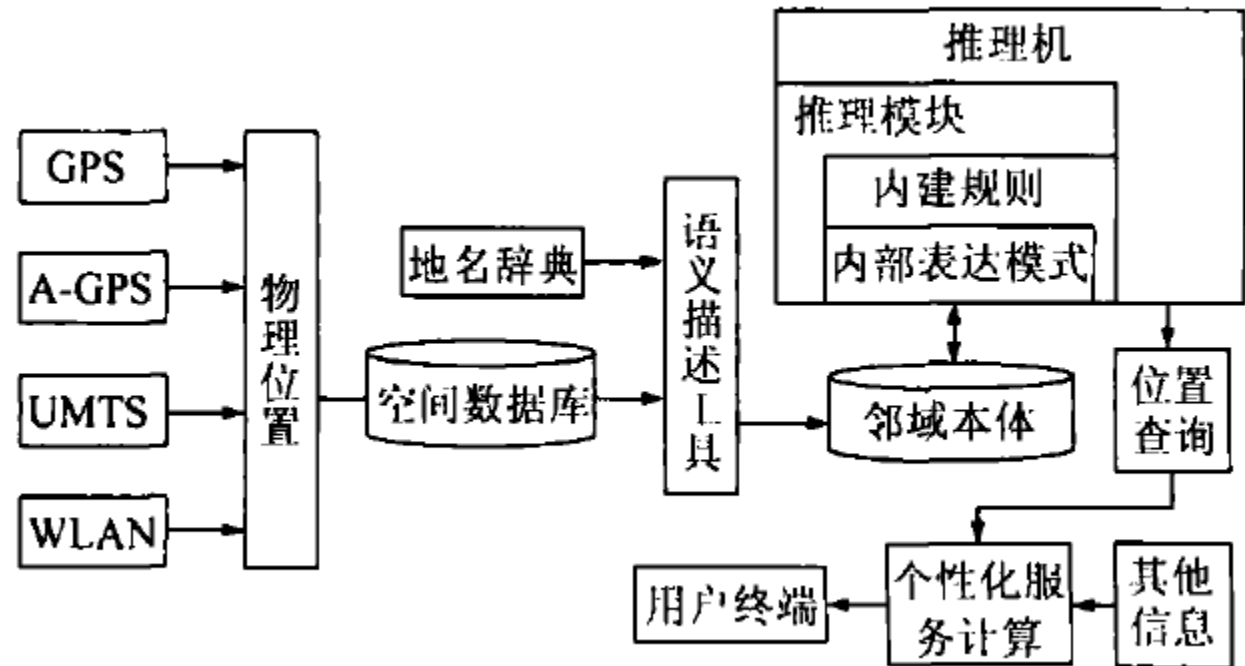 GPS
A-GPS
UMTS
WLAN
物
理
位
置
地名辞典
空间数据库
语
义
描
述
工
具
推理机
推理模块
内建规则
内部表达模式
邻域本体
位置
查询
个性化服
务计算
其他
信息
用户终端